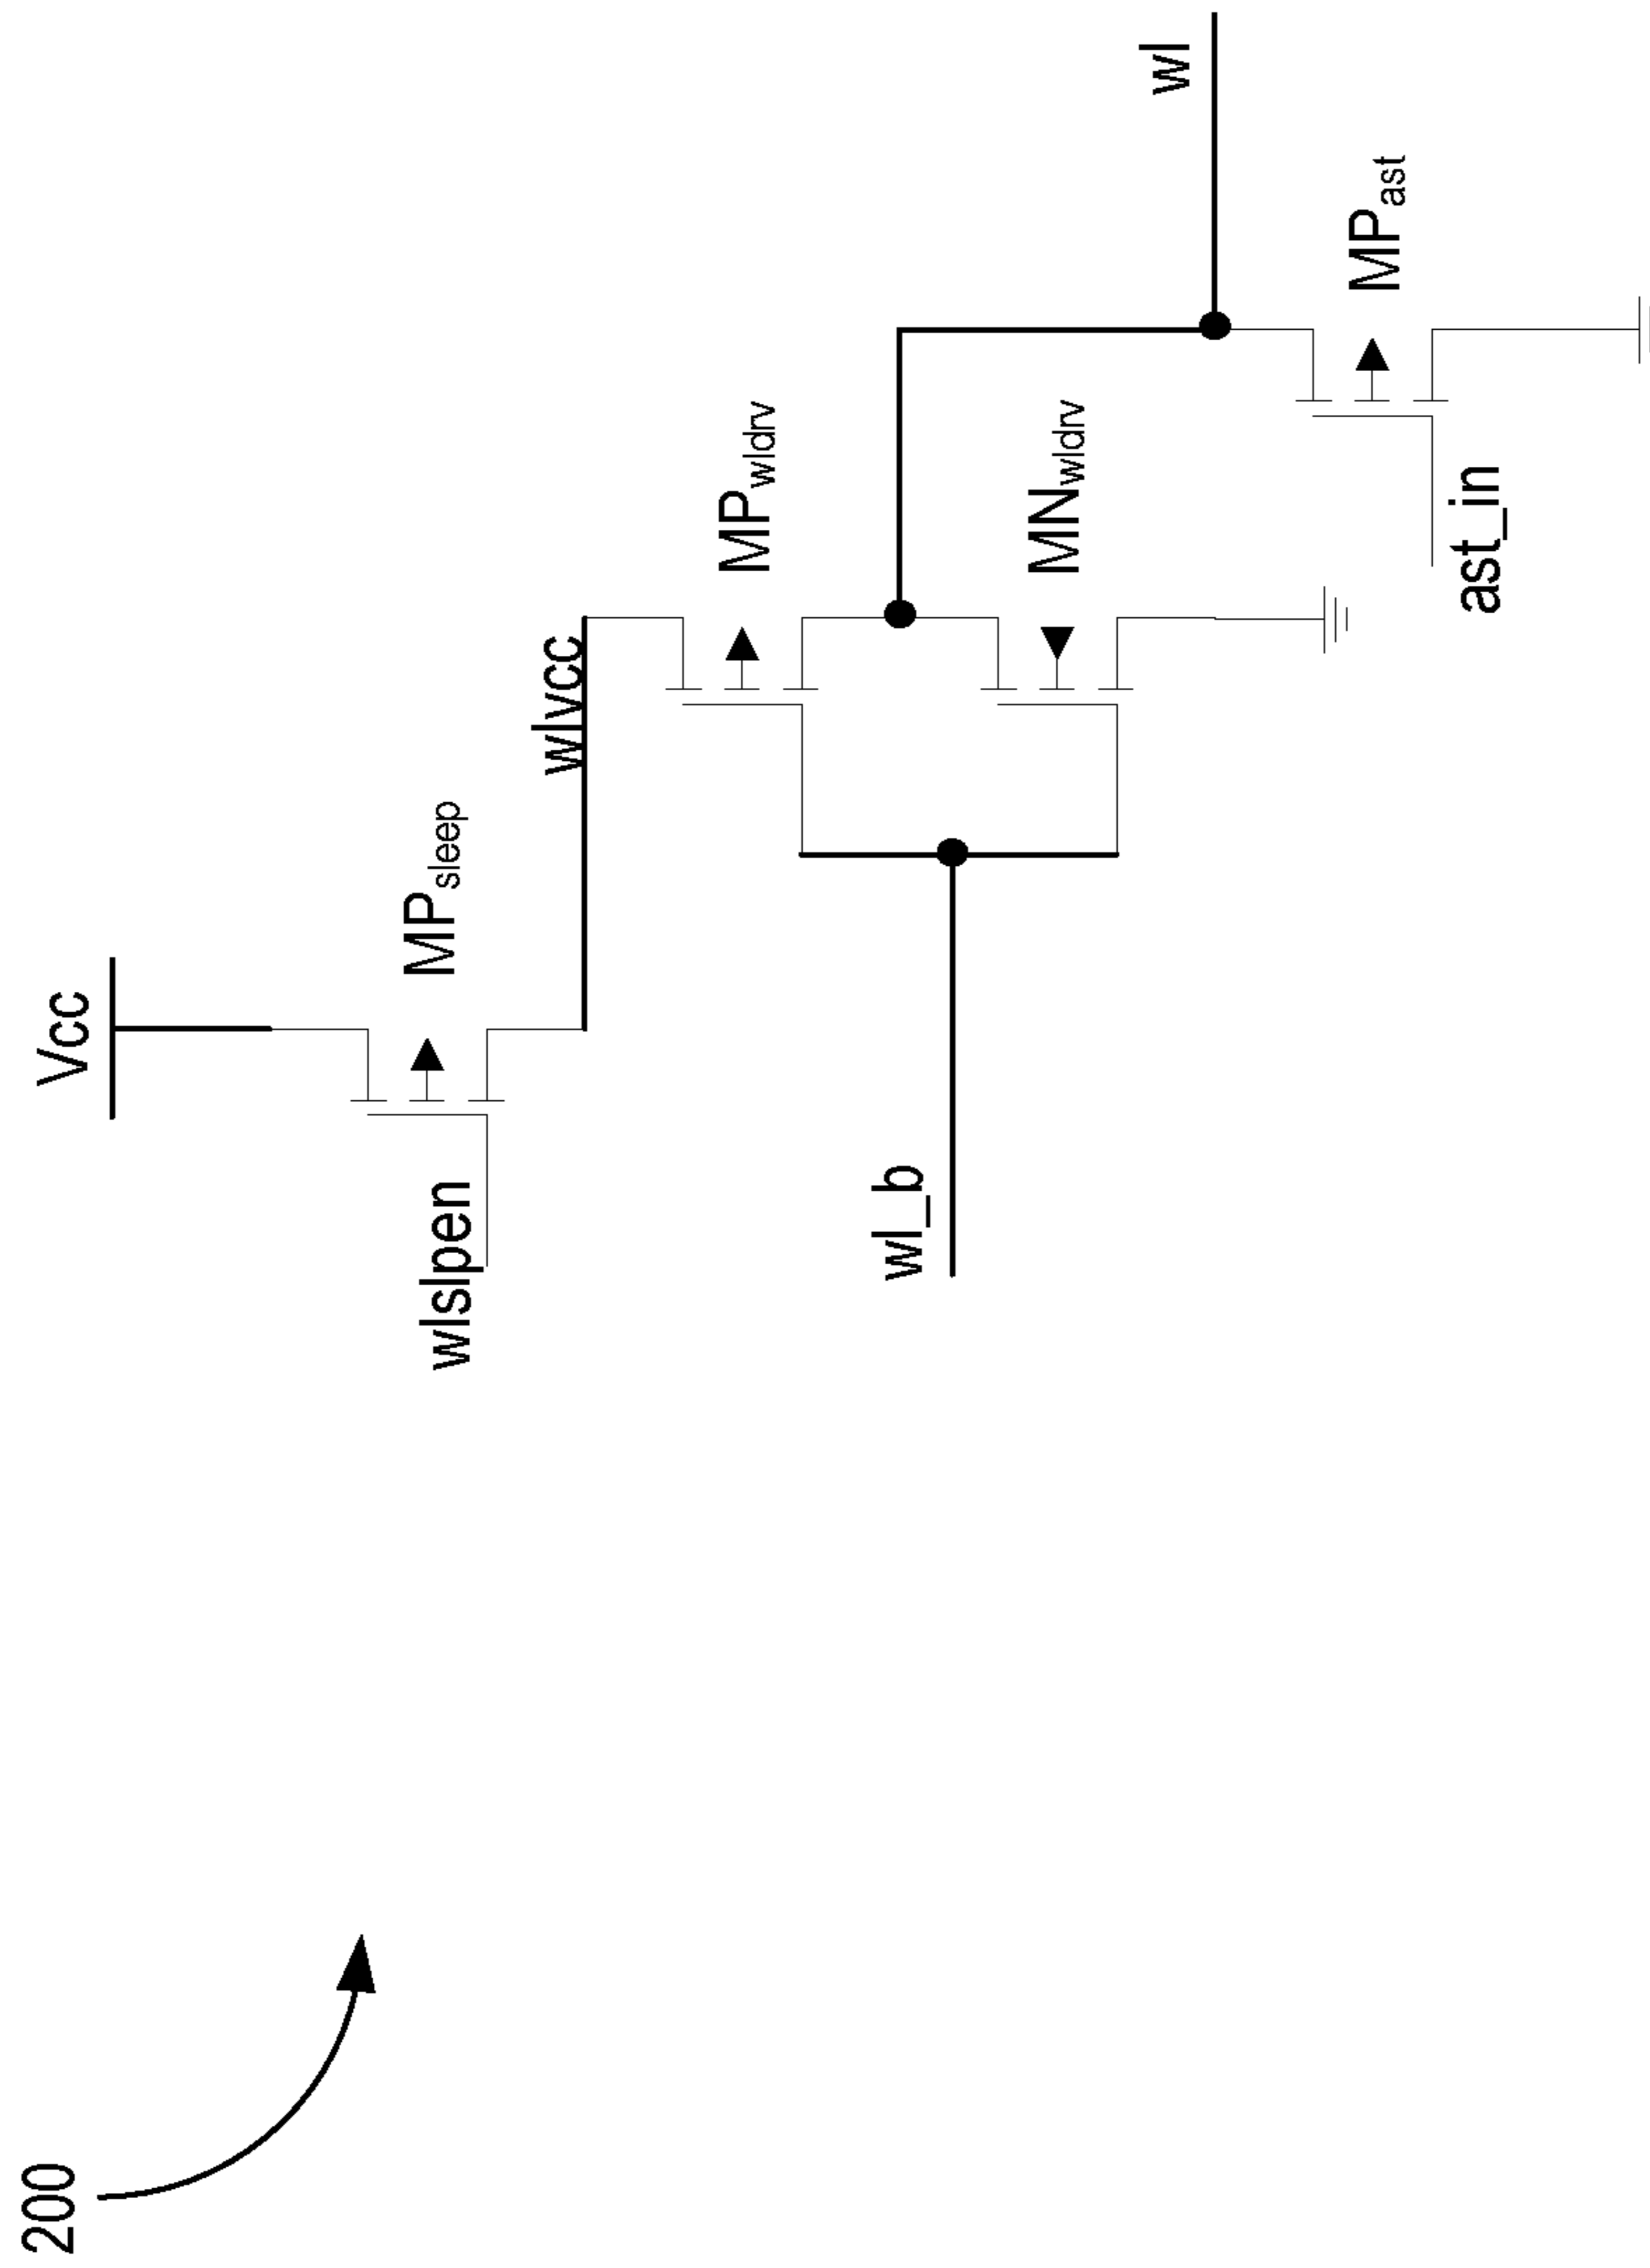 200
Vcc
wlslpen
MPsleep
wlvcc
MPwldrv
wl_b
MNwldrv
wl
MPast
ast_in